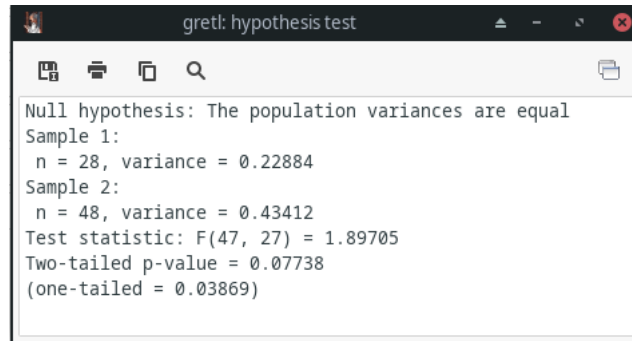 gretl: hypothesis test
Null hypothesis: The population variances are equal
Sample 1:
n = 28, variance = 0.22884
Sample 2:
n = 48, variance = 0.43412
Test statistic: F(47, 27) = 1.89705
Two-tailed p-value = 0.07738
(one-tailed = 0.03869)